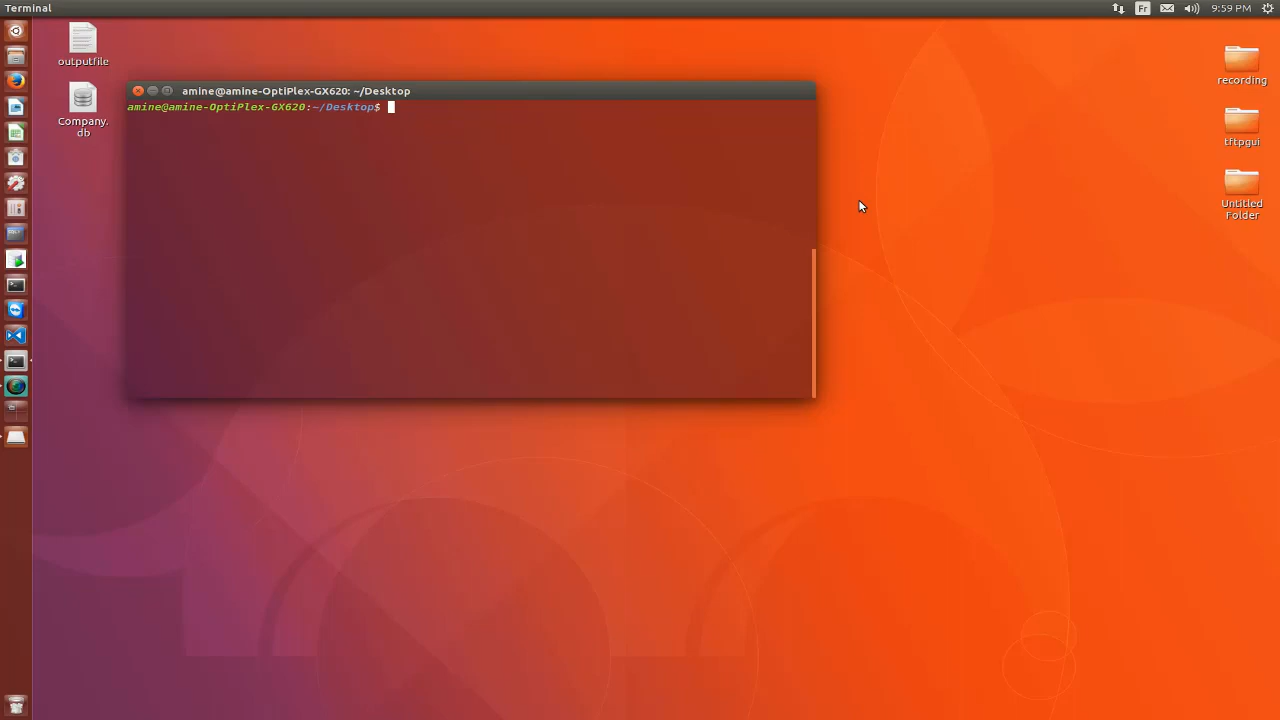 Terminal
Fr
9:59 PM
outputfile
Company.
db
amine@amine-OptiPlex-GX620: ~/Desktop
amine@amine-OptiPlex-GX620:~/Desktop$
recording
tftpgui
Untitled
Folder